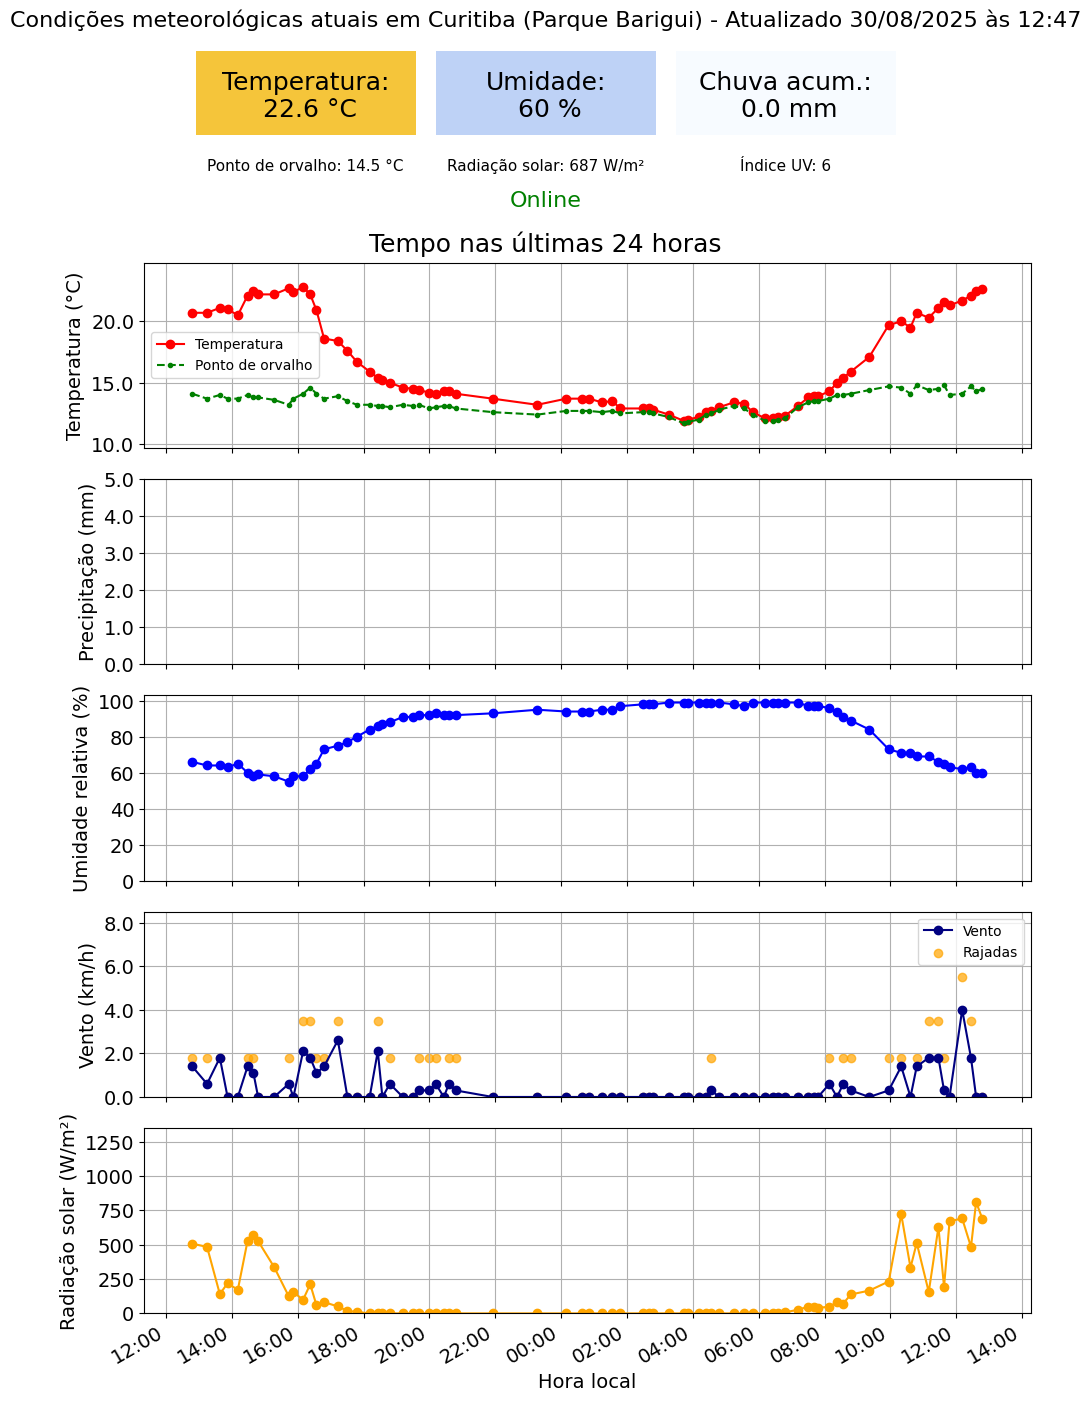 Condições meteorológicas atuais em Curitiba (Parque Barigui) - Atualizado 30/08/2025 às 12:47
Temperatura:
22.6 °C
Umidade:
60 %
Chuva acum.:
0.0 mm
Ponto de orvalho: 14.5 °C
Radiação solar: 687 W/m²
Índice UV: 6
Online
Tempo nas últimas 24 horas
Temperatura (°C)
20.0
15.0
10.0
Temperatura
Ponto de orvalho
Precipitação (mm)
5.0
4.0
3.0
2.0
1.0
0.0
Umidade relativa (%)
100
80
60
40
20
0
Vento (km/h)
8.0
6.0
4.0
2.0
0.0
Vento
Rajadas
Radiação solar (W/m²)
1250
1000
750
500
250
0
12:00
14:00
16:00
18:00
20:00
22:00
00:00
02:00
04:00
06:00
08:00
10:00
12:00
14:00
Hora local